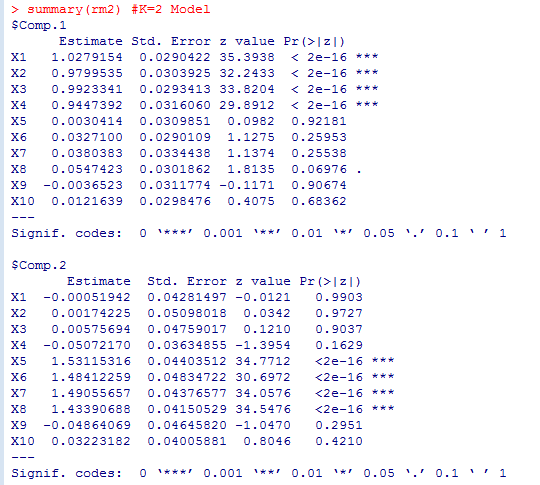 > summary(rm2) #K=2 Model
$Comp.1
Estimate Std. Error z value Pr(>|z|)
X1 1.0279154 0.0290422 35.3938 < 2e-16 ***
X2 0.9799535 0.0303925 32.2433 < 2e-16 ***
X3 0.9923341 0.0293413 33.8204 < 2e-16 ***
X4 0.9447392 0.0316060 29.8912 < 2e-16 ***
X5 0.0030414 0.0309851 0.0982 0.92181
X6 0.0327100 0.0290109 1.1275 0.25953
X7 0.0380383 0.0334438 1.1374 0.25538
X8 0.0547423 0.0301862 1.8135 0.06976 .
X9 -0.0036523 0.0311774 -0.1171 0.90674
X10 0.0121639 0.0298476 0.4075 0.68362
---
Signif. codes: 0 ‘***’ 0.001 ‘**’ 0.01 ‘*’ 0.05 ‘.’ 0.1 ‘ ’ 1
$Comp.2
Estimate Std. Error z value Pr(>|z|)
X1 -0.00051942 0.04281497 -0.0121 0.9903
X2 0.00174225 0.05098018 0.0342 0.9727
X3 0.00575694 0.04759017 0.1210 0.9037
X4 -0.05072170 0.03634855 -1.3954 0.1629
X5 1.53115316 0.04403512 34.7712 <2e-16 ***
X6 1.48412259 0.04834722 30.6972 <2e-16 ***
X7 1.49055657 0.04376577 34.0576 <2e-16 ***
X8 1.43390688 0.04150529 34.5476 <2e-16 ***
X9 -0.04864069 0.04645820 -1.0470 0.2951
X10 0.03223182 0.04005881 0.8046 0.4210
---
Signif. codes: 0 ‘***’ 0.001 ‘**’ 0.01 ‘*’ 0.05 ‘.’ 0.1 ‘ ’ 1